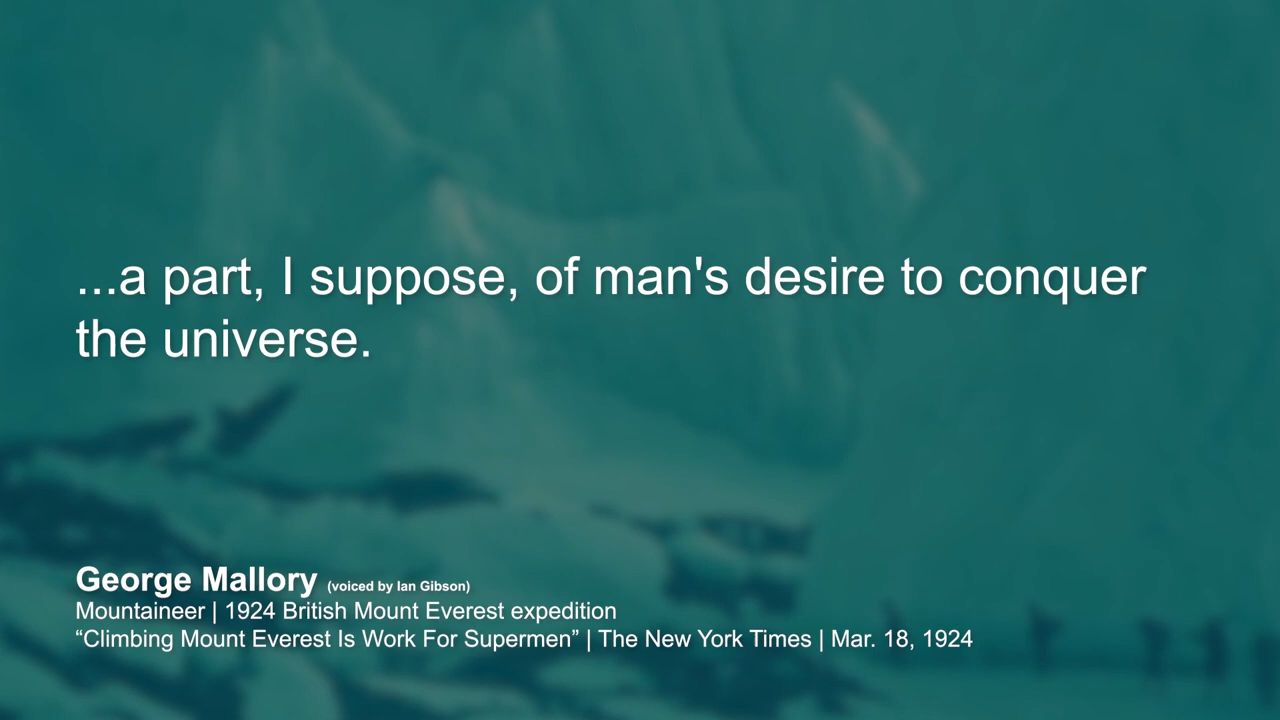 ...a part, I suppose, of man's desire to conquer
the universe.
George Mallory (voiced by Ian Gibson)
Mountaineer | 1924 British Mount Everest expedition
“Climbing Mount Everest Is Work For Supermen” | The New York Times | Mar. 18, 1924